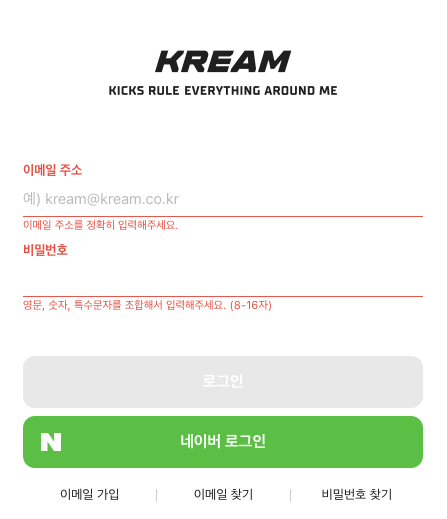 KREAM
KICKS RULE EVERYTHING AROUND ME
이메일 주소
예) kream@kream.co.kr
이메일 주소를 정확히 입력해주세요.
비밀번호
영문, 숫자, 특수문자를 조합해서 입력해주세요. (8-16자)
로그인
N 네이버 로그인
이메일 가입 이메일 찾기 비밀번호 찾기